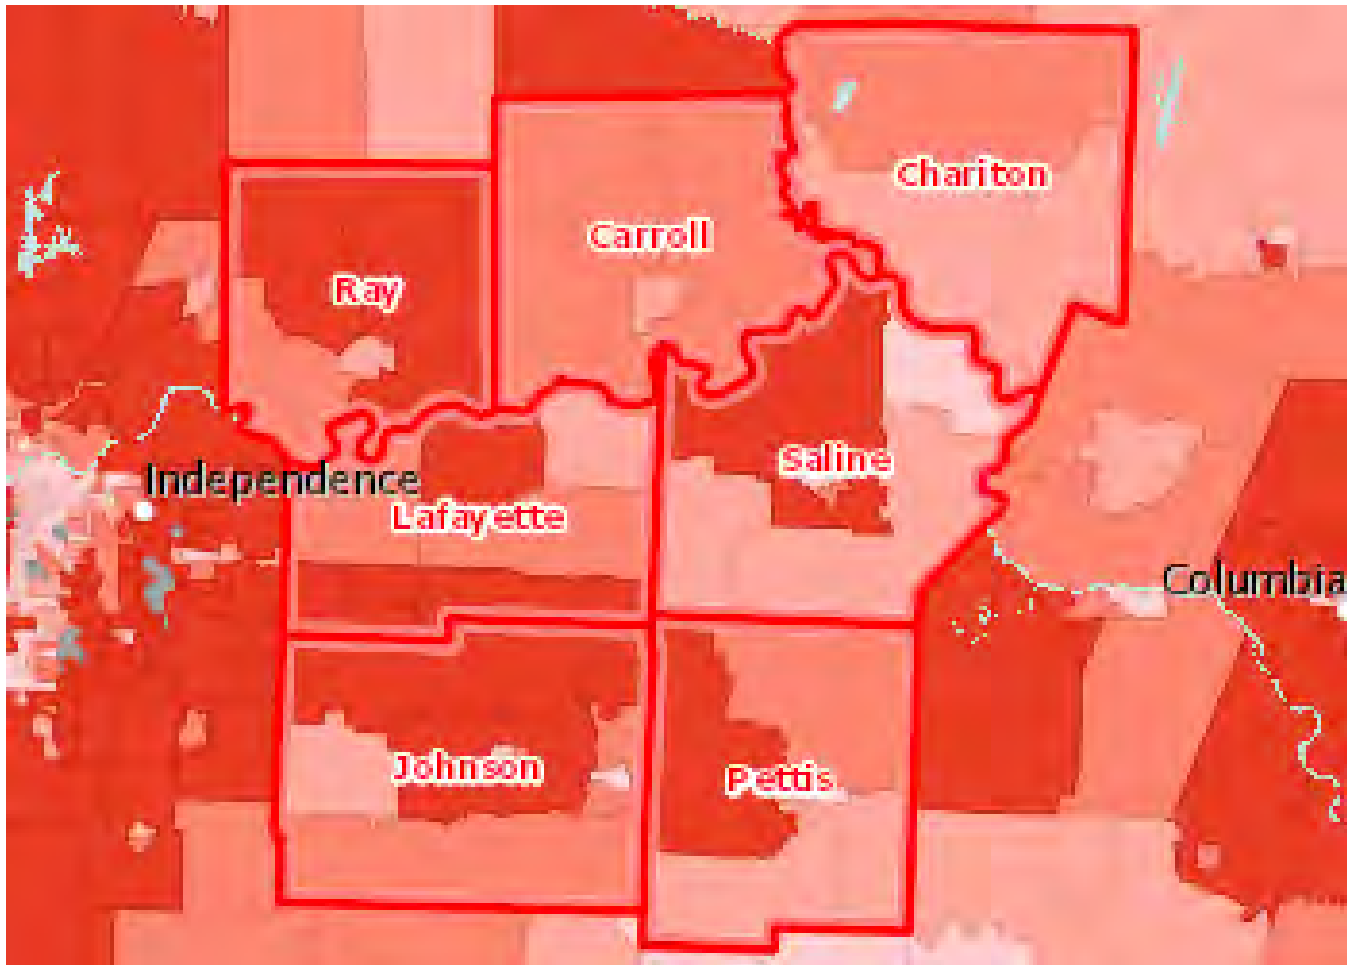 Chariton
Carroll
Ray
Saline
Independence
Lafayette
Columbia
Johnson
Pettis